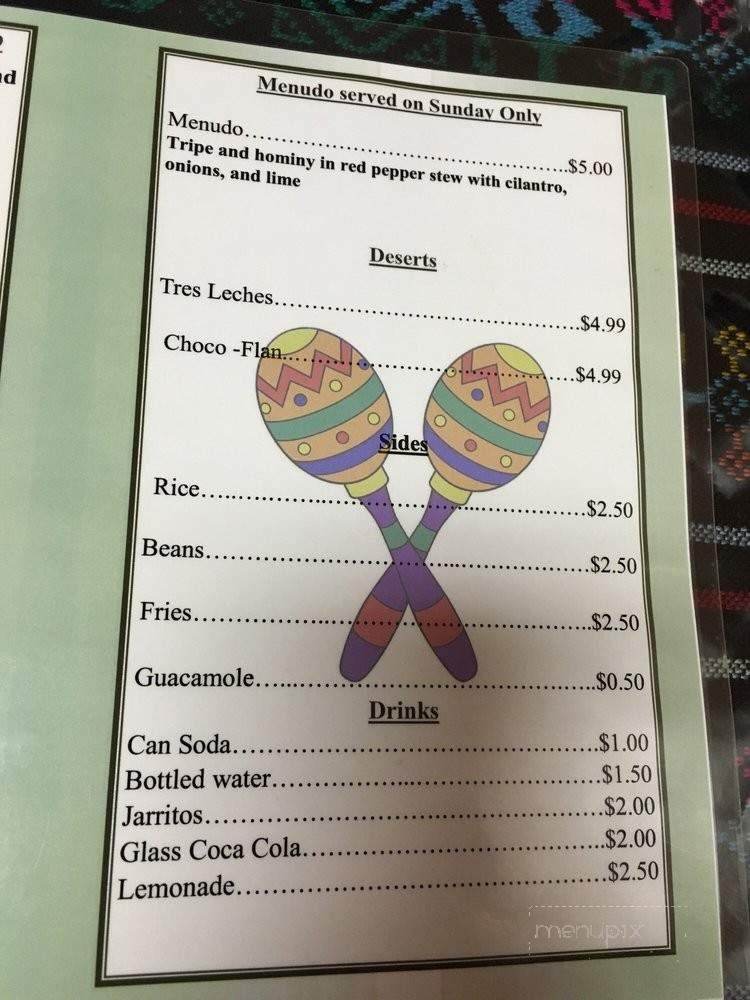 2
nd
Menudo served on Sunday Only
Menudo.................................................$5.00
Tripe and hominy in red pepper stew with cilantro,
onions, and lime
Deserts
Tres Leches.............................................$4.99
Choco -Flan.............................................$4.99
Sides
Rice.......................................................$2.50
Beans.....................................................$2.50
Fries......................................................$2.50
Guacamole................................................$0.50
Drinks
Can Soda.................................................$1.00
Bottled water............................................$1.50
Jarritos....................................................$2.00
Glass Coca Cola.........................................$2.00
Lemonade................................................$2.50
menupix